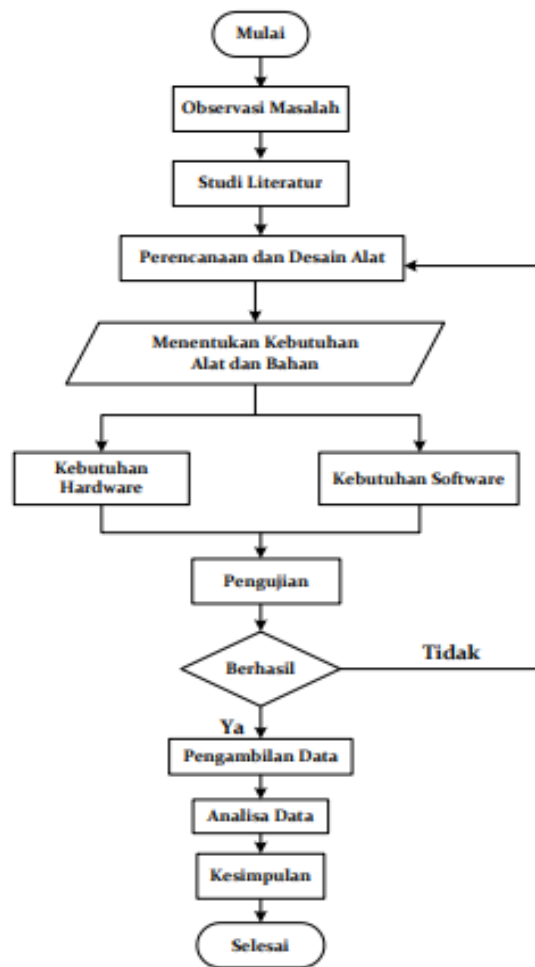 Mulai
Observasi Masalah
Studi Literatur
Perencanaan dan Desain Alat
Menentukan Kebutuhan
Alat dan Bahan
Kebutuhan
Hardware
Kebutuhan Software
Pengujian
Berhasil
Tidak
Ya
Pengambilan Data
Analisa Data
Kesimpulan
Selesai